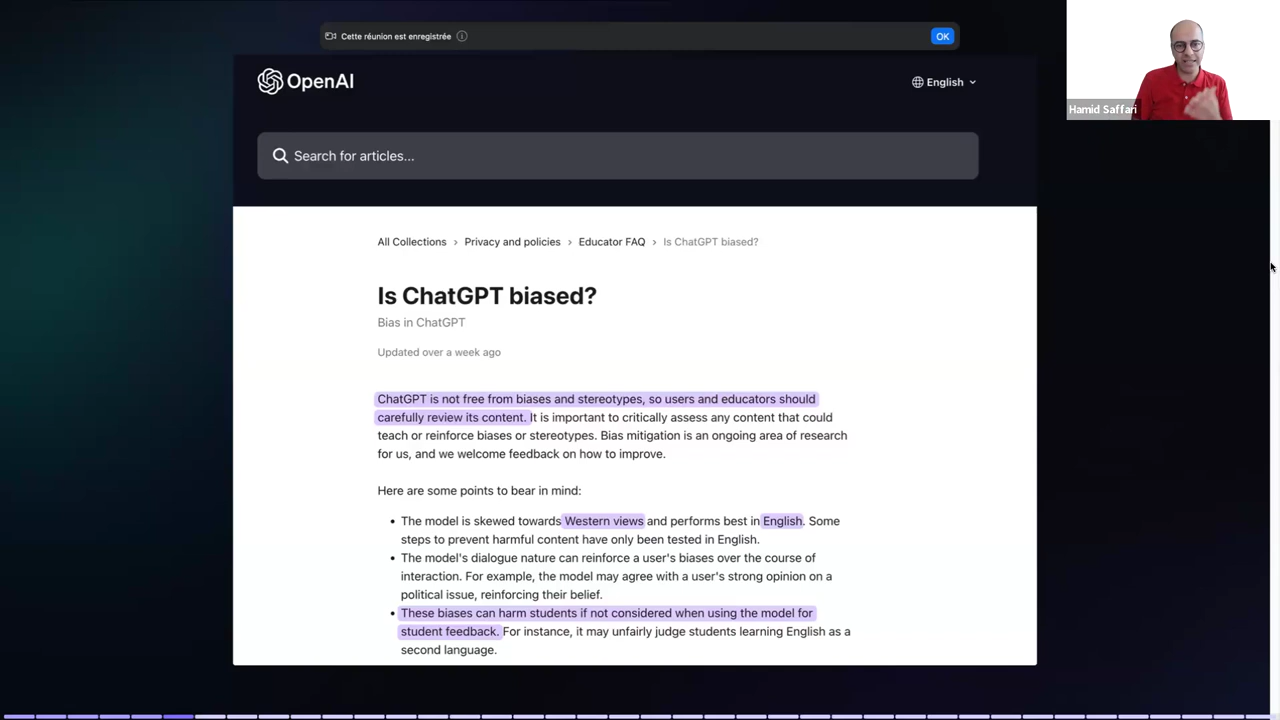 Cette réunion est enregistrée
OK
Hamid Saffari
OpenAI
English
Search for articles...
All Collections > Privacy and policies > Educator FAQ > Is ChatGPT biased?
Is ChatGPT biased?
Bias in ChatGPT
Updated over a week ago
ChatGPT is not free from biases and stereotypes, so users and educators should
carefully review its content. It is important to critically assess any content that could
teach or reinforce biases or stereotypes. Bias mitigation is an ongoing area of research
for us, and we welcome feedback on how to improve.
Here are some points to bear in mind:
• The model is skewed towards Western views and performs best in English. Some
steps to prevent harmful content have only been tested in English.
• The model's dialogue nature can reinforce a user's biases over the course of
interaction. For example, the model may agree with a user's strong opinion on a
political issue, reinforcing their belief.
• These biases can harm students if not considered when using the model for
student feedback. For instance, it may unfairly judge students learning English as a
second language.